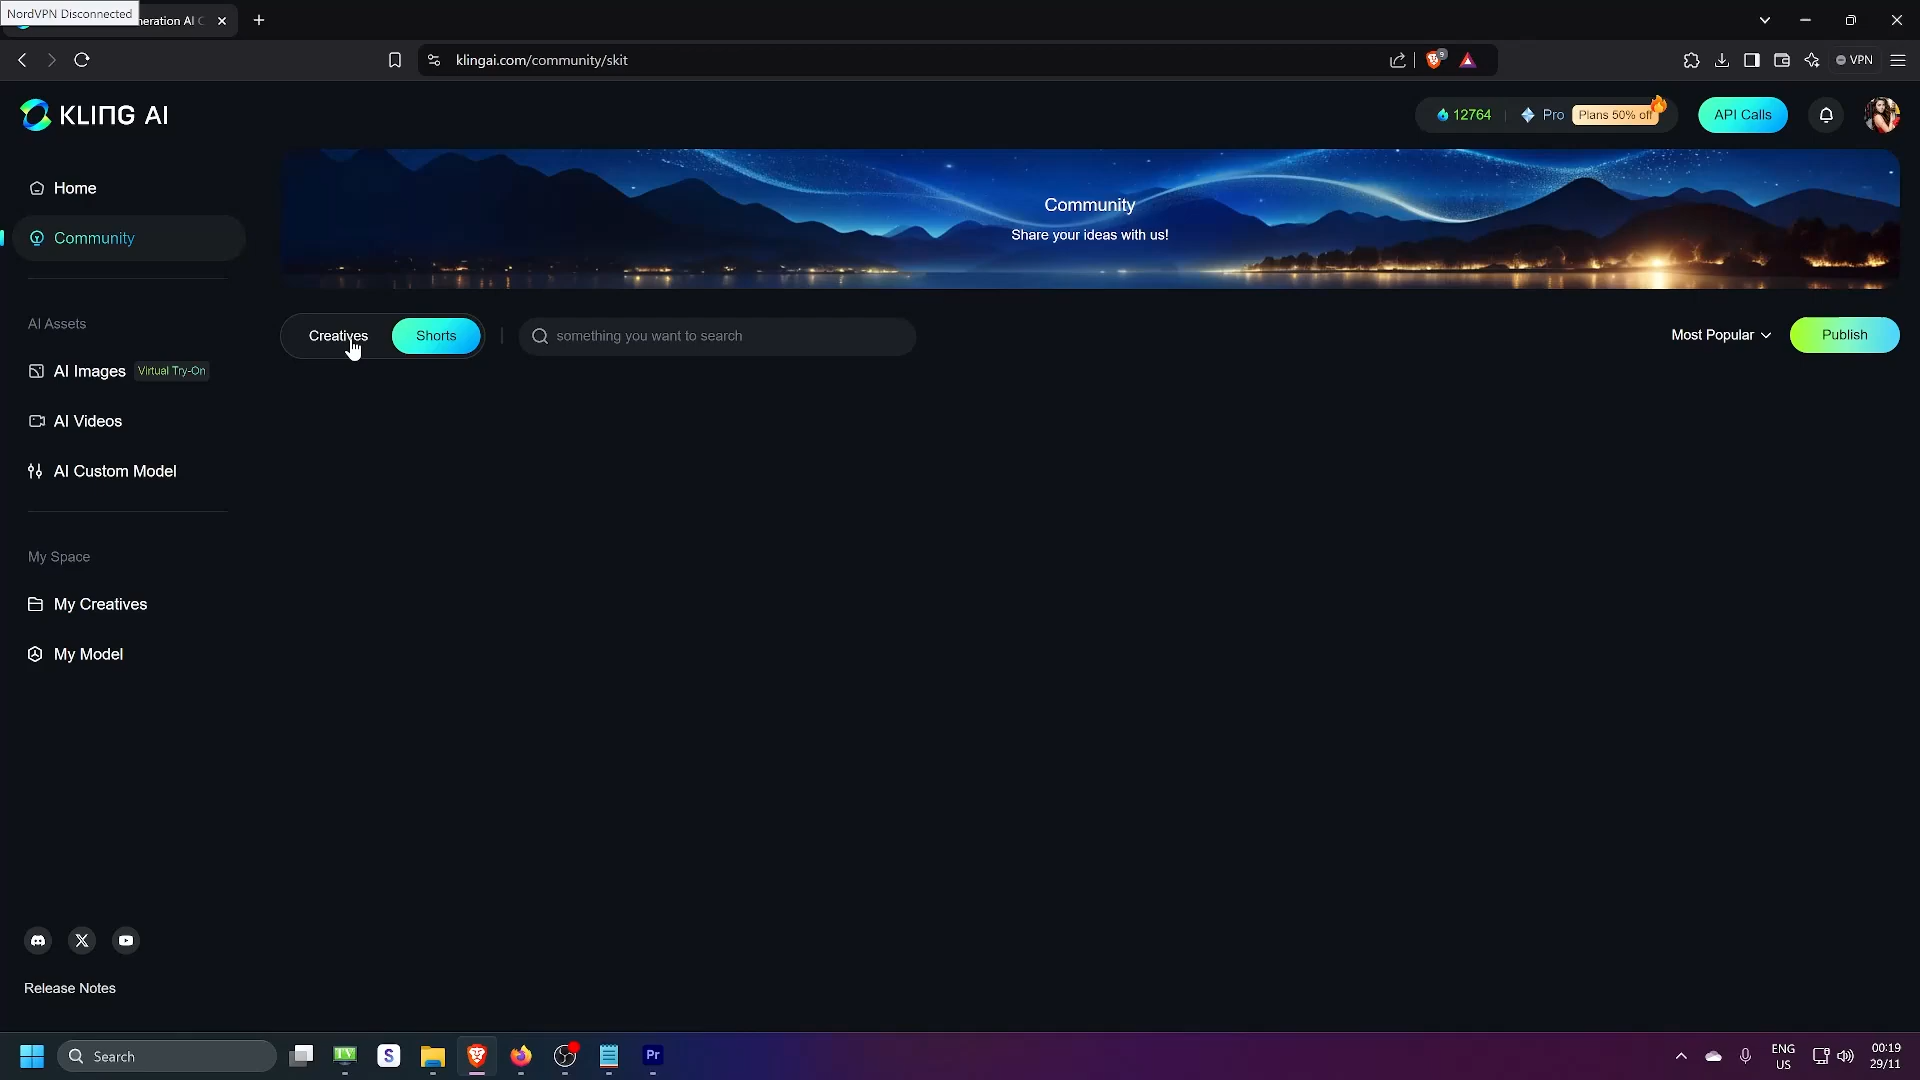 NordVPN Disconnected
neration AI C
klingai.com/community/skit
9
VPN
KLING AI
12764
Pro
Plans 50% off
API Calls
Home
Community
Community
Share your ideas with us!
AI Assets
Creatives
Shorts
something you want to search
Most Popular
Publish
AI Images
Virtual Try-On
AI Videos
AI Custom Model
My Space
My Creatives
My Model
Release Notes
Search
TV
S
Pr
ENG
US
00:19
29/11